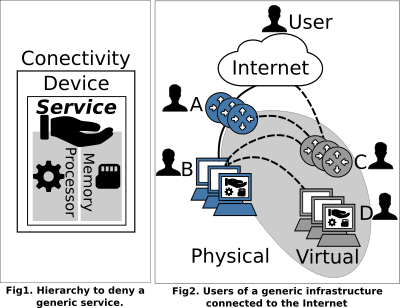 Conectivity
Device
Service
Processor
Memory
Fig1. Hierarchy to deny a
generic service.
User
Internet
A
B
C
D
Physical
Virtual
Fig2. Users of a generic infrastructure
connected to the Internet